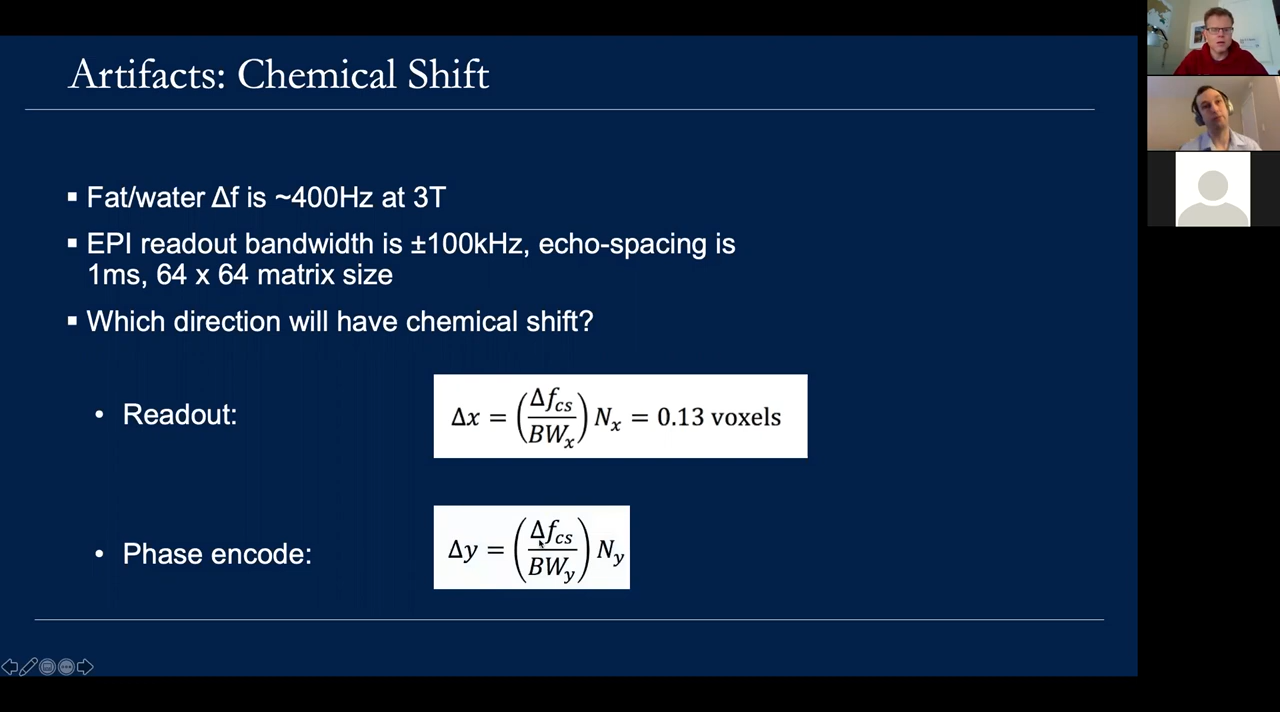 Artifacts: Chemical Shift
▪ Fat/water Δf is ~400Hz at 3T
▪ EPI readout bandwidth is ±100kHz, echo-spacing is
1ms, 64 x 64 matrix size
▪ Which direction will have chemical shift?
• Readout:
Δx = (Δf_cs / BW_x) N_x = 0.13 voxels
• Phase encode:
Δy = (Δf_cs / BW_y) N_y